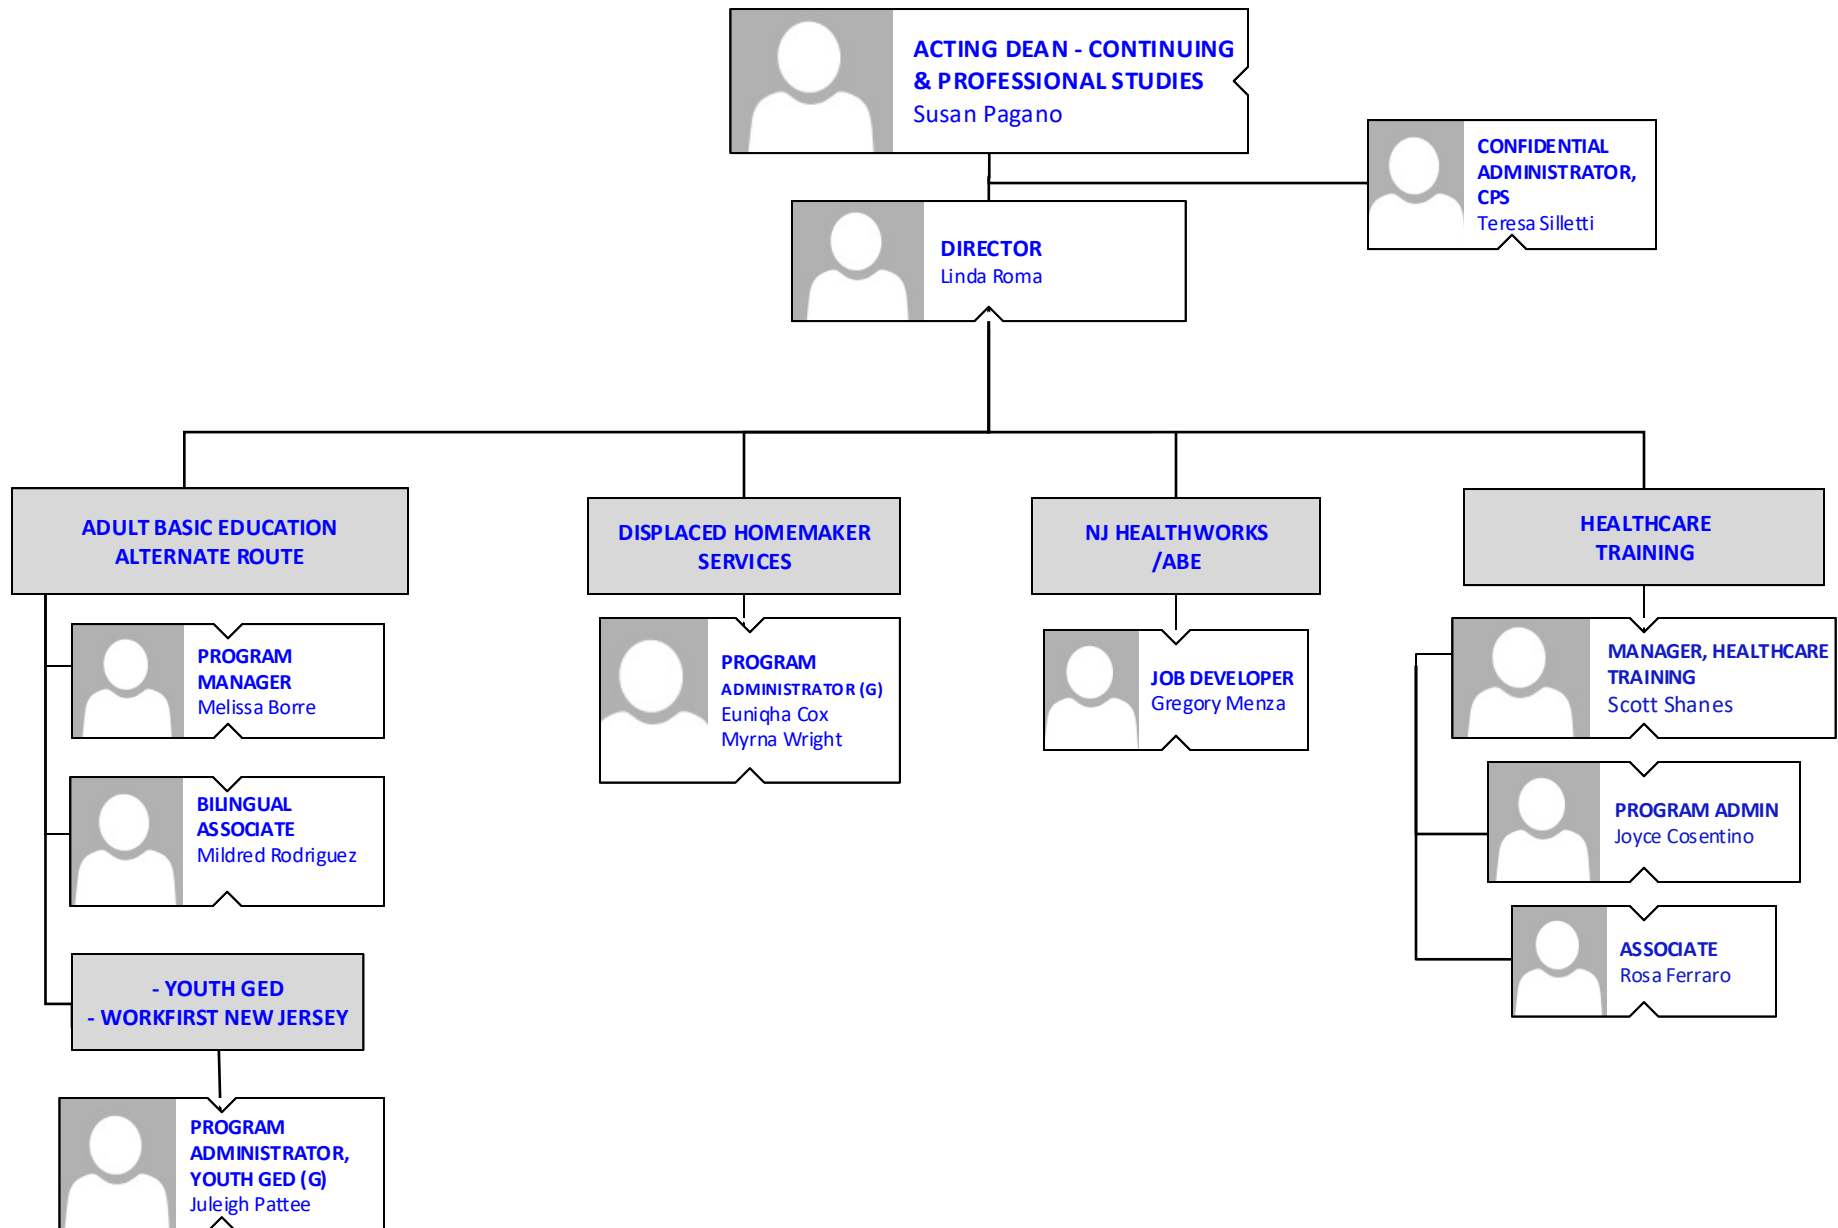 ACTING DEAN - CONTINUING
& PROFESSIONAL STUDIES
Susan Pagano
CONFIDENTIAL
ADMINISTRATOR,
CPS
Teresa Silletti
DIRECTOR
Linda Roma
ADULT BASIC EDUCATION
ALTERNATE ROUTE
PROGRAM
MANAGER
Melissa Borre
BILINGUAL
ASSOCIATE
Mildred Rodriguez
- YOUTH GED
- WORKFIRST NEW JERSEY
PROGRAM
ADMINISTRATOR,
YOUTH GED (G)
Juleigh Pattee
DISPLACED HOMEMAKER
SERVICES
PROGRAM
ADMINISTRATOR (G)
Euniqha Cox
Myrna Wright
NJ HEALTHWORKS
/ABE
JOB DEVELOPER
Gregory Menza
HEALTHCARE
TRAINING
MANAGER, HEALTHCARE
TRAINING
Scott Shanes
PROGRAM ADMIN
Joyce Cosentino
ASSOCIATE
Rosa Ferraro